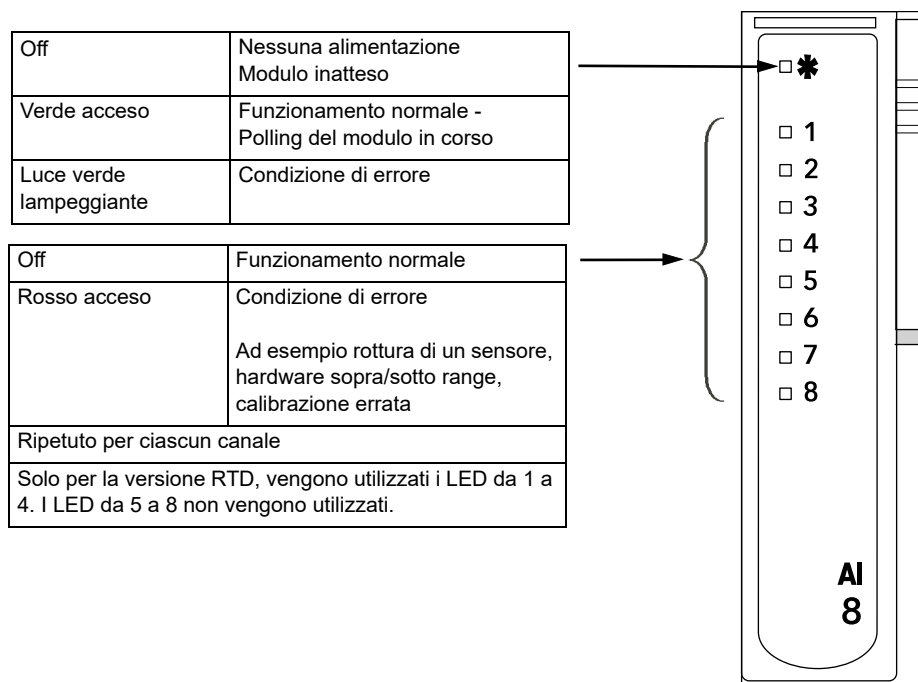 Off
Nessuna alimentazione
Modulo inatteso
Verde acceso
Funzionamento normale -
Polling del modulo in corso
Luce verde
lampeggiante
Condizione di errore
Off
Funzionamento normale
Rosso acceso
Condizione di errore
Ad esempio rottura di un sensore,
hardware sopra/sotto range,
calibrazione errata
Ripetuto per ciascun canale
Solo per la versione RTD, vengono utilizzati i LED da 1 a
4. I LED da 5 a 8 non vengono utilizzati.
✱
1
2
3
4
5
6
7
8
AI
8